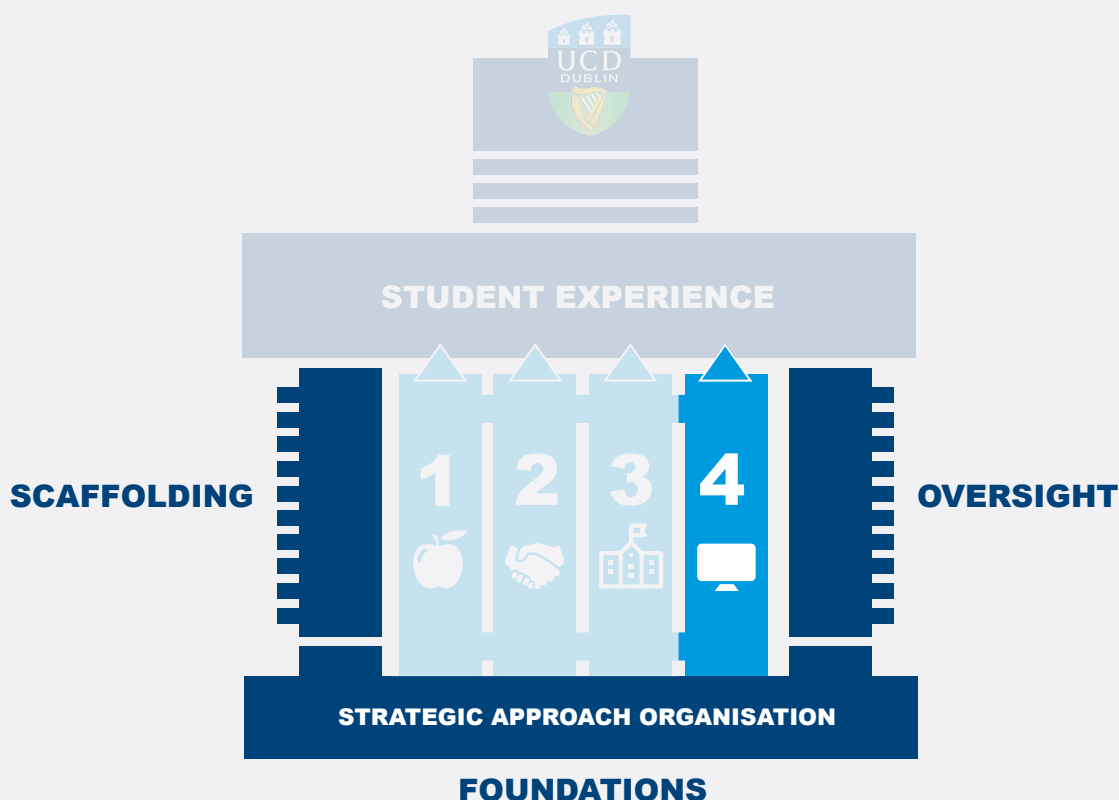 UCD
DUBLIN
STUDENT EXPERIENCE
1 2 3 4
SCAFFOLDING
OVERSIGHT
STRATEGIC APPROACH ORGANISATION
FOUNDATIONS